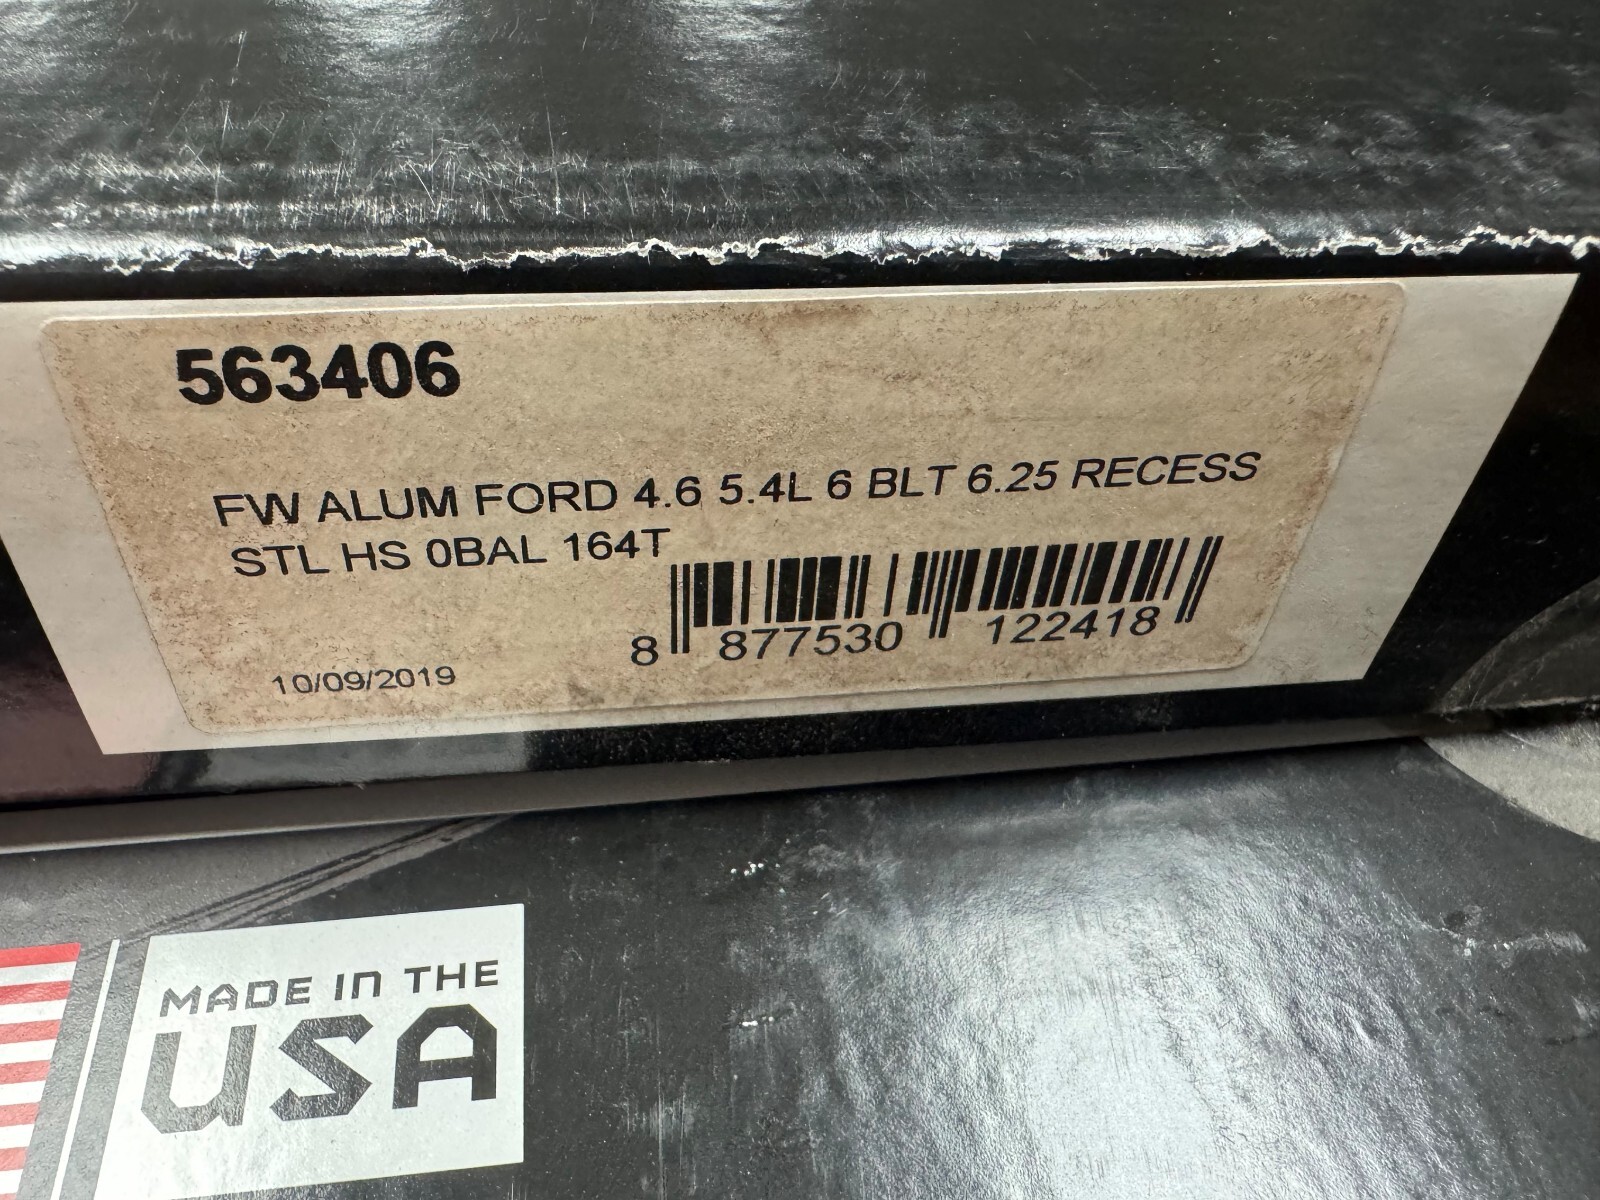 563406
FW ALUM FORD 4.6 5.4L 6 BLT 6.25 RECESS
STL HS 0BAL 164T
8 877530 122418
10/09/2019
MADE IN THE
USA